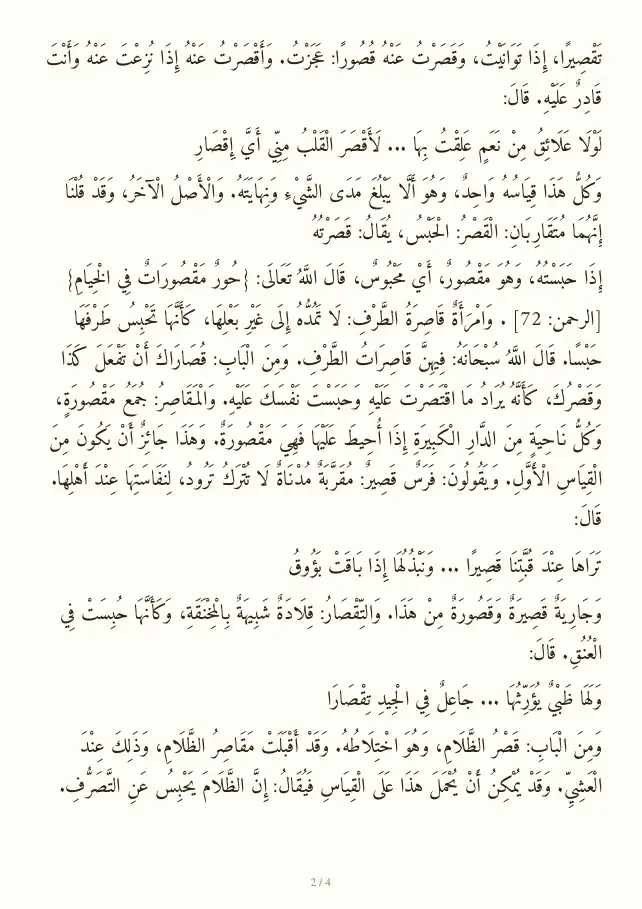 تَقْصِيرًا، إِذَا تَوَانَيْتُ، وَقَصَرْتُ عَنْهُ قُصُورًا: عَجَزْتُ. وَأَقْصَرْتُ عَنْهُ إِذَا نُزِعْتَ عَنْهُ وَأَنْتَ
قَادِرٌ عَلَيْهِ. قَالَ:
لَوْلَا عَلَائِقُ مِنْ نَعَمٍ عَلِقْتُ بِهَا ... لَأَقْصَرَ الْقَلْبُ مِنِّي أَيَّ إِقْصَارِ
وَكُلُّ هَذَا قِيَاسُهُ وَاحِدٌ، وَهُوَ أَلَّا يَبْلُغَ مَدَى الشَّيْءِ وَنِهَايَتَهُ. وَالْأَصْلُ الْآخَرُ، وَقَدْ قُلْنَا
إِنَّهُمَا مُتَقَارِبَانِ: الْقَصْرُ: الْحَبْسُ، يُقَالُ: قَصَرْتُهُ
إِذَا حَبَسْتُهُ، وَهُوَ مَقْصُورٌ، أَيْ مَحْبُوسٌ، قَالَ اللَّهُ تَعَالَى: {حُورٌ مَقْصُورَاتٌ فِي الْخِيَامِ}
[الرحمن: 72] . وَامْرَأَةٌ قَاصِرَةُ الطَّرْفِ: لَا تَمُدُّهُ إِلَى غَيْرِ بَعْلِهَا، كَأَنَّهَا تَحْبِسُ طَرْفَهَا
حَبْسًا. قَالَ اللَّهُ سُبْحَانَهُ: فِيهِنَّ قَاصِرَاتُ الطَّرْفِ. وَمِنَ الْبَابِ: قُصَارَاكَ أَنْ تَفْعَلَ كَذَا
وَقَصْرُكَ، كَأَنَّهُ يُرَادُ مَا اقْتَصَرْتَ عَلَيْهِ وَحَبَسْتَ نَفْسَكَ عَلَيْهِ. وَالْمَقَاصِرُ: جُمَعُ مَقْصُورَةٍ،
وَكُلُّ نَاحِيَةٍ مِنَ الدَّارِ الْكَبِيرَةِ إِذَا أُحِيطَ عَلَيْهَا فَهِيَ مَقْصُورَةٌ. وَهَذَا جَائِزٌ أَنْ يَكُونَ مِنَ
الْقِيَاسِ الْأَوَّلِ. وَيَقُولُونَ: فَرَسٌ قَصِيرٌ: مُقَرَّبَةٌ مُدْنَاةٌ لَا تُتْرَكُ تَرُودُ، لِنَفَاسَتِهَا عِنْدَ أَهْلِهَا.
قَالَ:
تَرَاهَا عِنْدَ قُبَّتِنَا قَصِيرًا ... وَنَبْذُلُهَا إِذَا بَاقَتْ بَؤُوقُ
وَجَارِيَةٌ قَصِيرَةٌ وَقَصُورَةٌ مِنْ هَذَا. وَالتِّقْصَارُ: قِلَادَةٌ شَبِيهَةٌ بِالْمِخْنَقَةِ، وَكَأَنَّهَا حُبِسَتْ فِي
الْعُنُقِ. قَالَ:
وَلَهَا ظَبْيٌ يُؤَرِّثُهَا ... جَاعِلٌ فِي الْجِيدِ تِقْصَارَا
وَمِنَ الْبَابِ: قَصْرُ الظَّلَامِ، وَهُوَ اخْتِلَاطُهُ. وَقَدْ أَقْبَلَتْ مَقَاصِرُ الظَّلَامِ، وَذَلِكَ عِنْدَ
الْعَشِيِّ. وَقَدْ يُمْكِنُ أَنْ يُحْمَلَ هَذَا عَلَى الْقِيَاسِ فَيُقَالُ: إِنَّ الظَّلَامَ يَحْبِسُ عَنِ التَّصَرُّفِ.
2 / 4